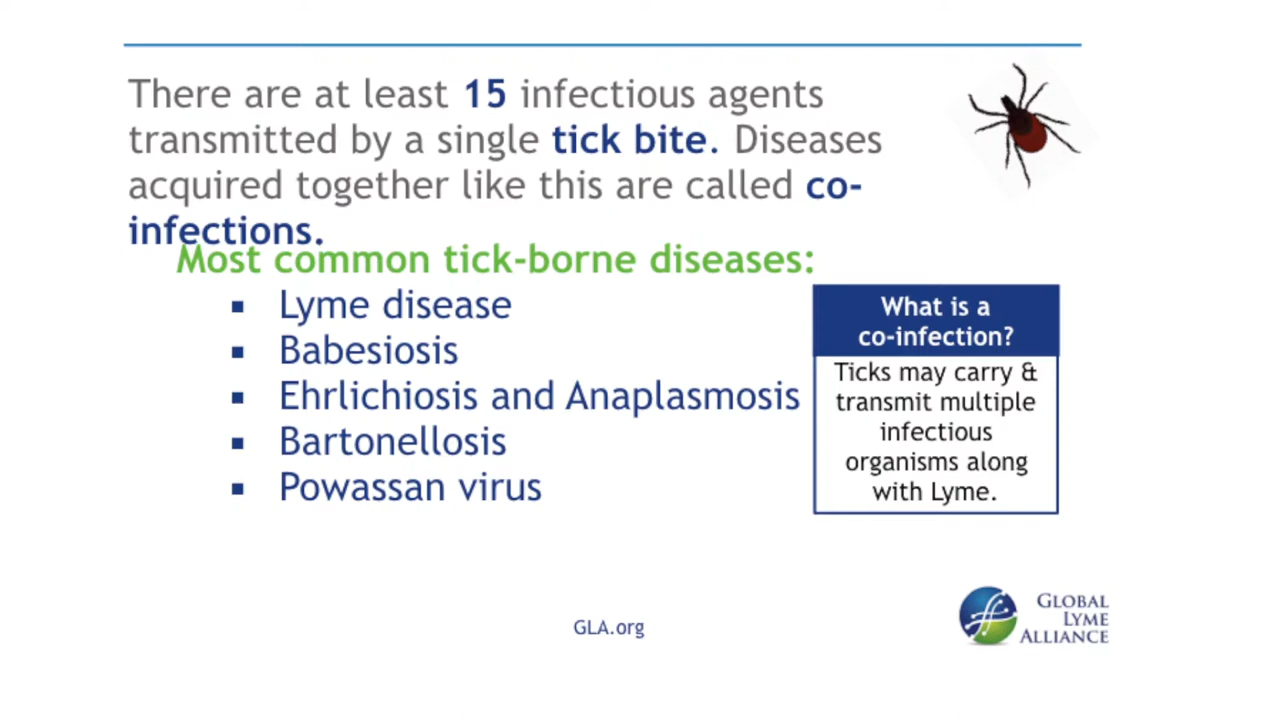 There are at least 15 infectious agents
transmitted by a single tick bite. Diseases
acquired together like this are called co-
infections.
Most common tick-borne diseases:
▪ Lyme disease
▪ Babesiosis
▪ Ehrlichiosis and Anaplasmosis
▪ Bartonellosis
▪ Powassan virus
What is a
co-infection?
Ticks may carry &
transmit multiple
infectious
organisms along
with Lyme.
GLA.org
GLOBAL
LYME
ALLIANCE